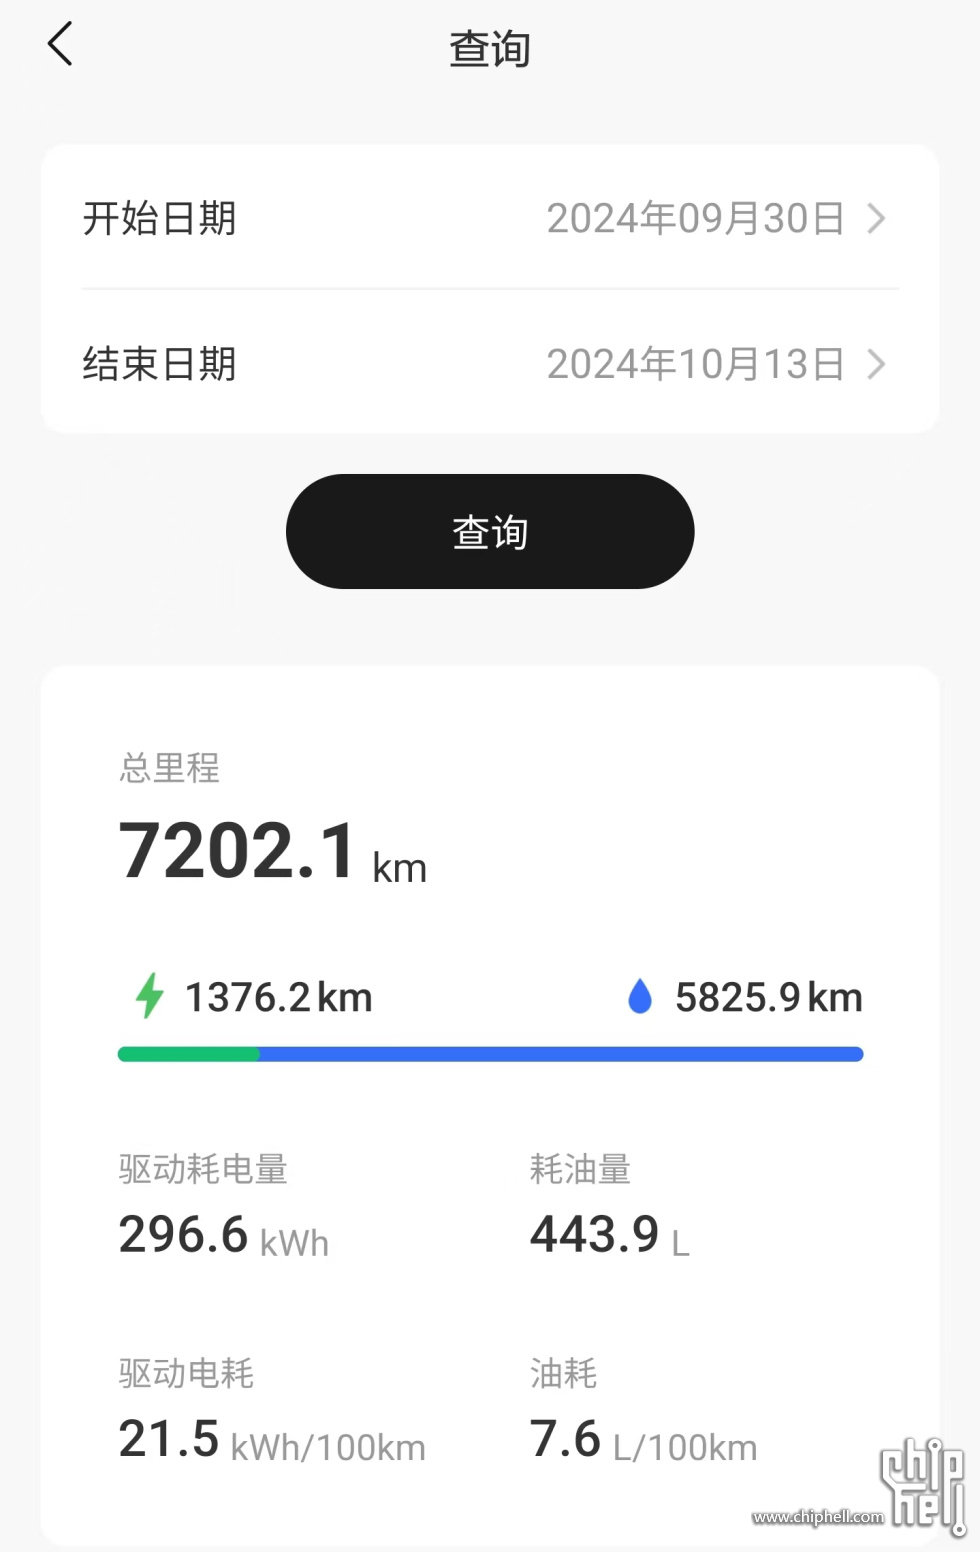 查询
开始日期 2024年09月30日
结束日期 2024年10月13日
查询
总里程
7202.1 km
1376.2 km 5825.9 km
驱动耗电量 耗油量
296.6 kWh 443.9 L
驱动电耗 油耗
21.5 kWh/100km 7.6 L/100km
chip
hell
www.chiphell.com